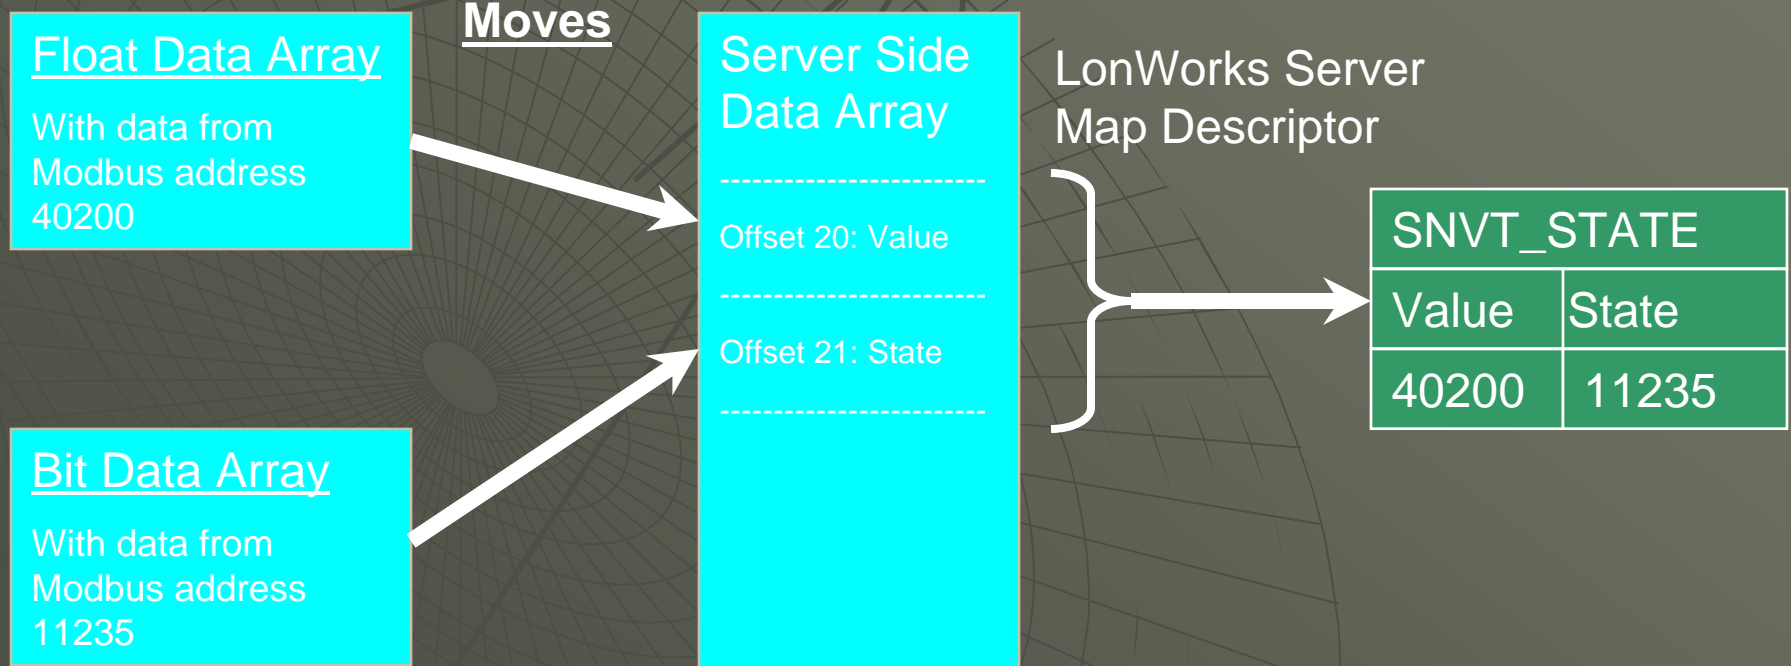 Moves
Float Data Array
With data from
Modbus address
40200
Bit Data Array
With data from
Modbus address
11235
Server Side
Data Array
-------------------------
Offset 20: Value
-------------------------
Offset 21: State
-------------------------
LonWorks Server
Map Descriptor
SNVT_STATE
Value State
40200 11235